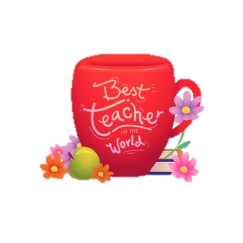 Best
Teacher
IN THE
World